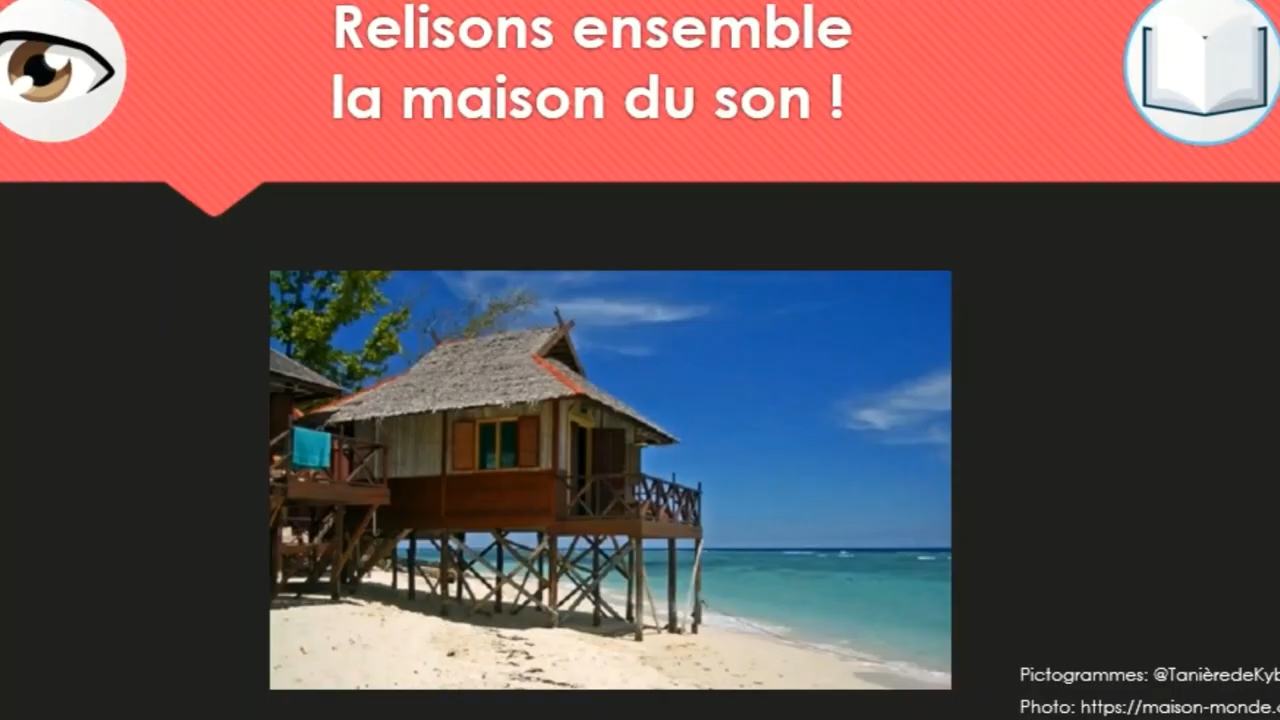 Relisons ensemble
la maison du son !
Pictogrammes: @TanièredeKyb
Photo: https://maison-monde.